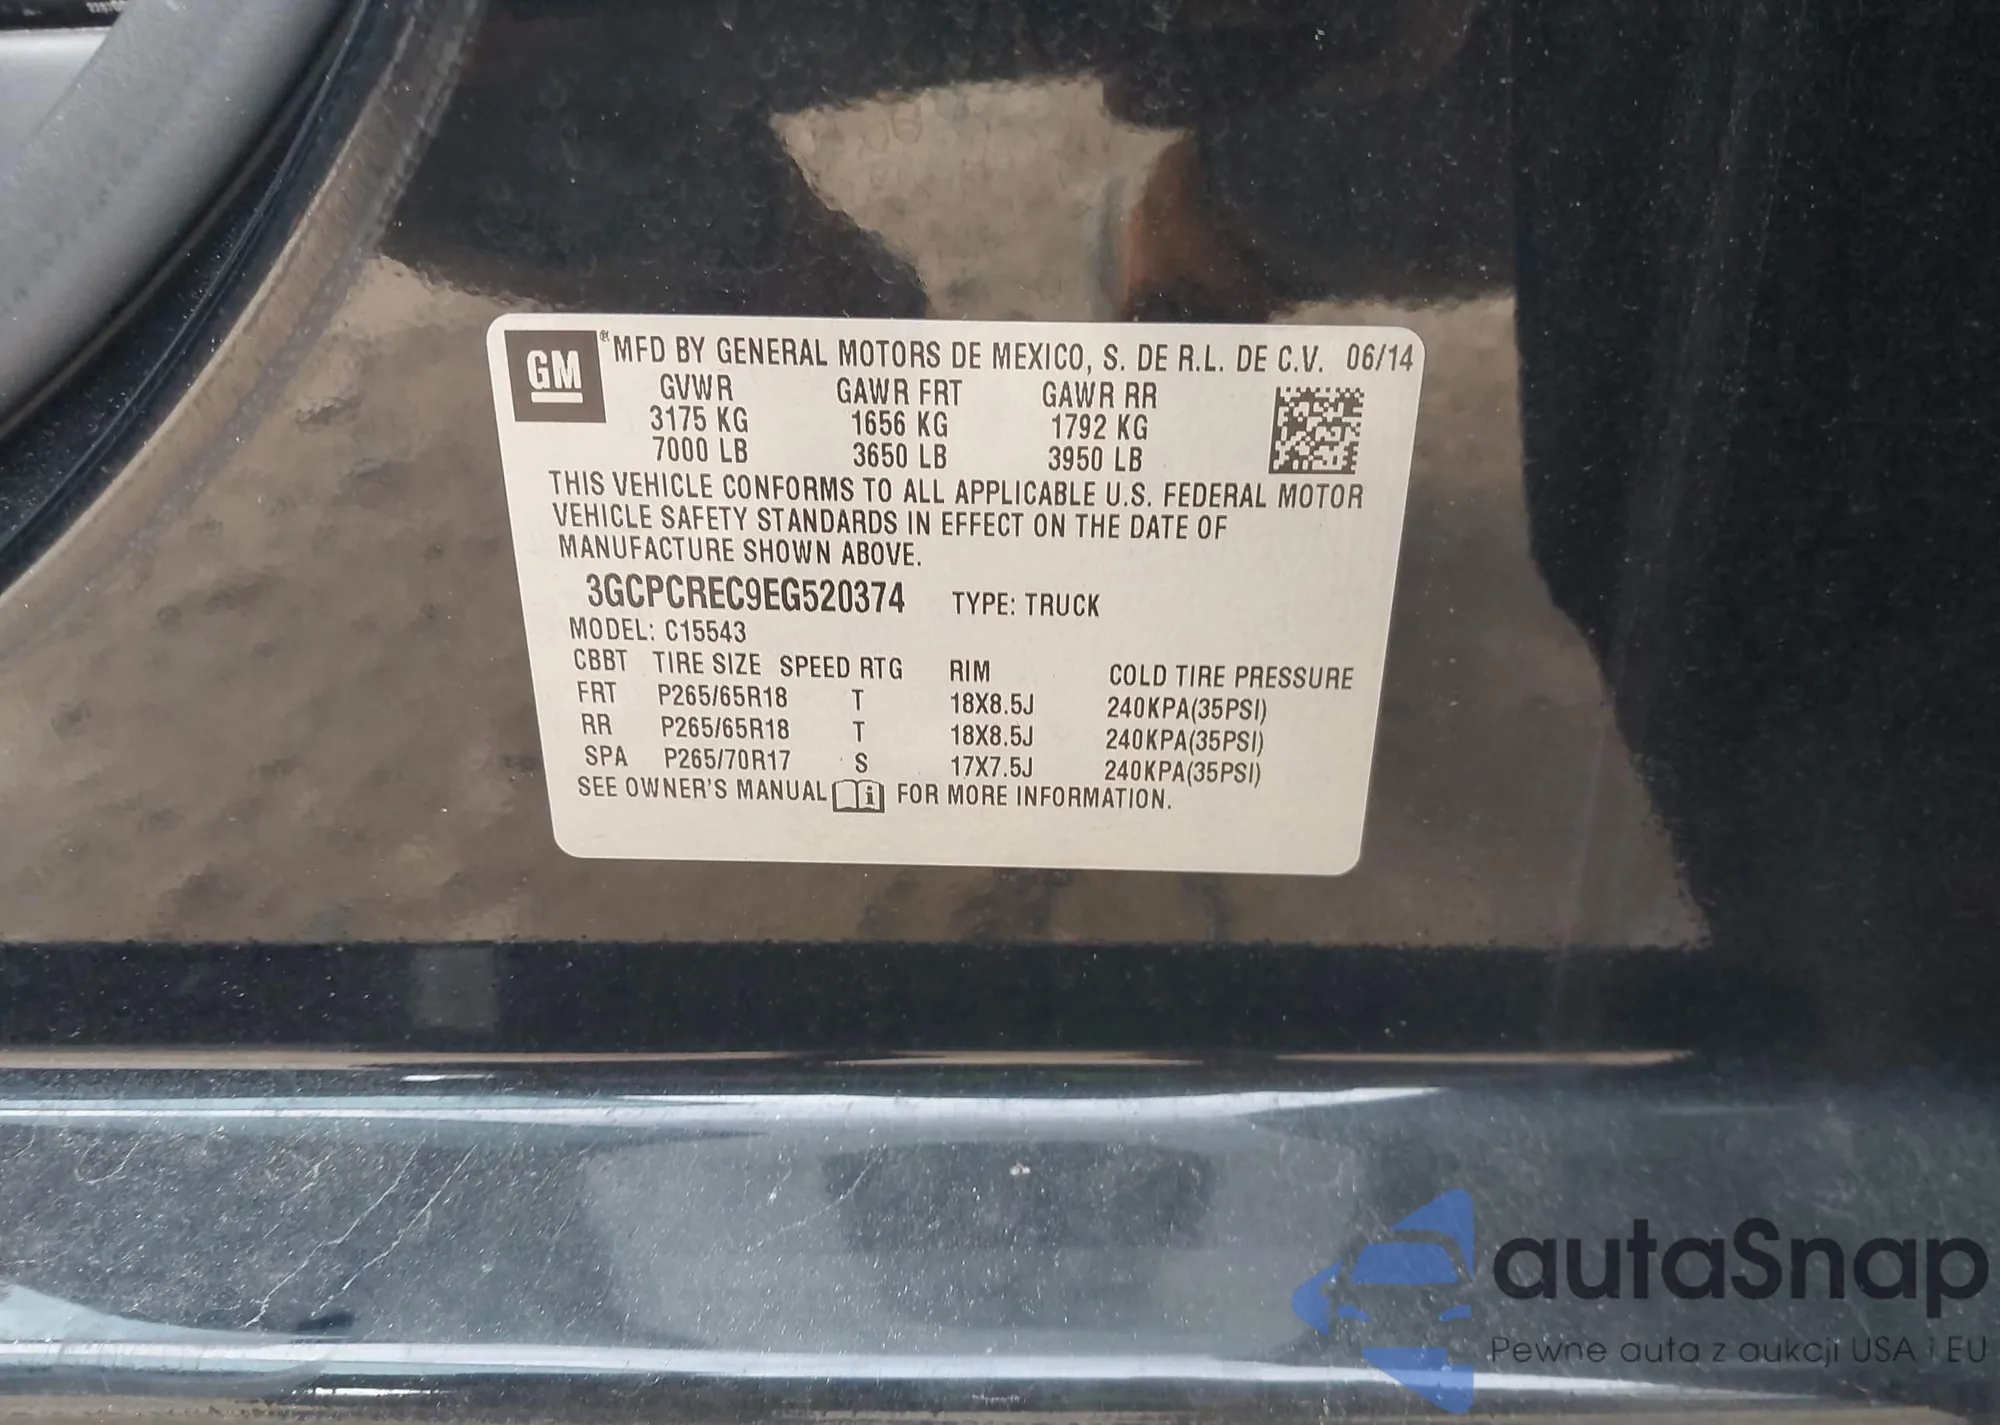 GM
® MFD BY GENERAL MOTORS DE MEXICO, S. DE R.L. DE C.V. 06/14
GVWR GAWR FRT GAWR RR
3175 KG 1656 KG 1792 KG
7000 LB 3650 LB 3950 LB
THIS VEHICLE CONFORMS TO ALL APPLICABLE U.S. FEDERAL MOTOR
VEHICLE SAFETY STANDARDS IN EFFECT ON THE DATE OF
MANUFACTURE SHOWN ABOVE.
3GCPCREC9EG520374 TYPE: TRUCK
MODEL: C15543
CBBT TIRE SIZE SPEED RTG RIM COLD TIRE PRESSURE
FRT P265/65R18 T 18X8.5J 240KPA(35PSI)
RR P265/65R18 T 18X8.5J 240KPA(35PSI)
SPA P265/70R17 S 17X7.5J 240KPA(35PSI)
SEE OWNER'S MANUAL i FOR MORE INFORMATION.
autaSnap
Pewne auta z aukcji USA i EU